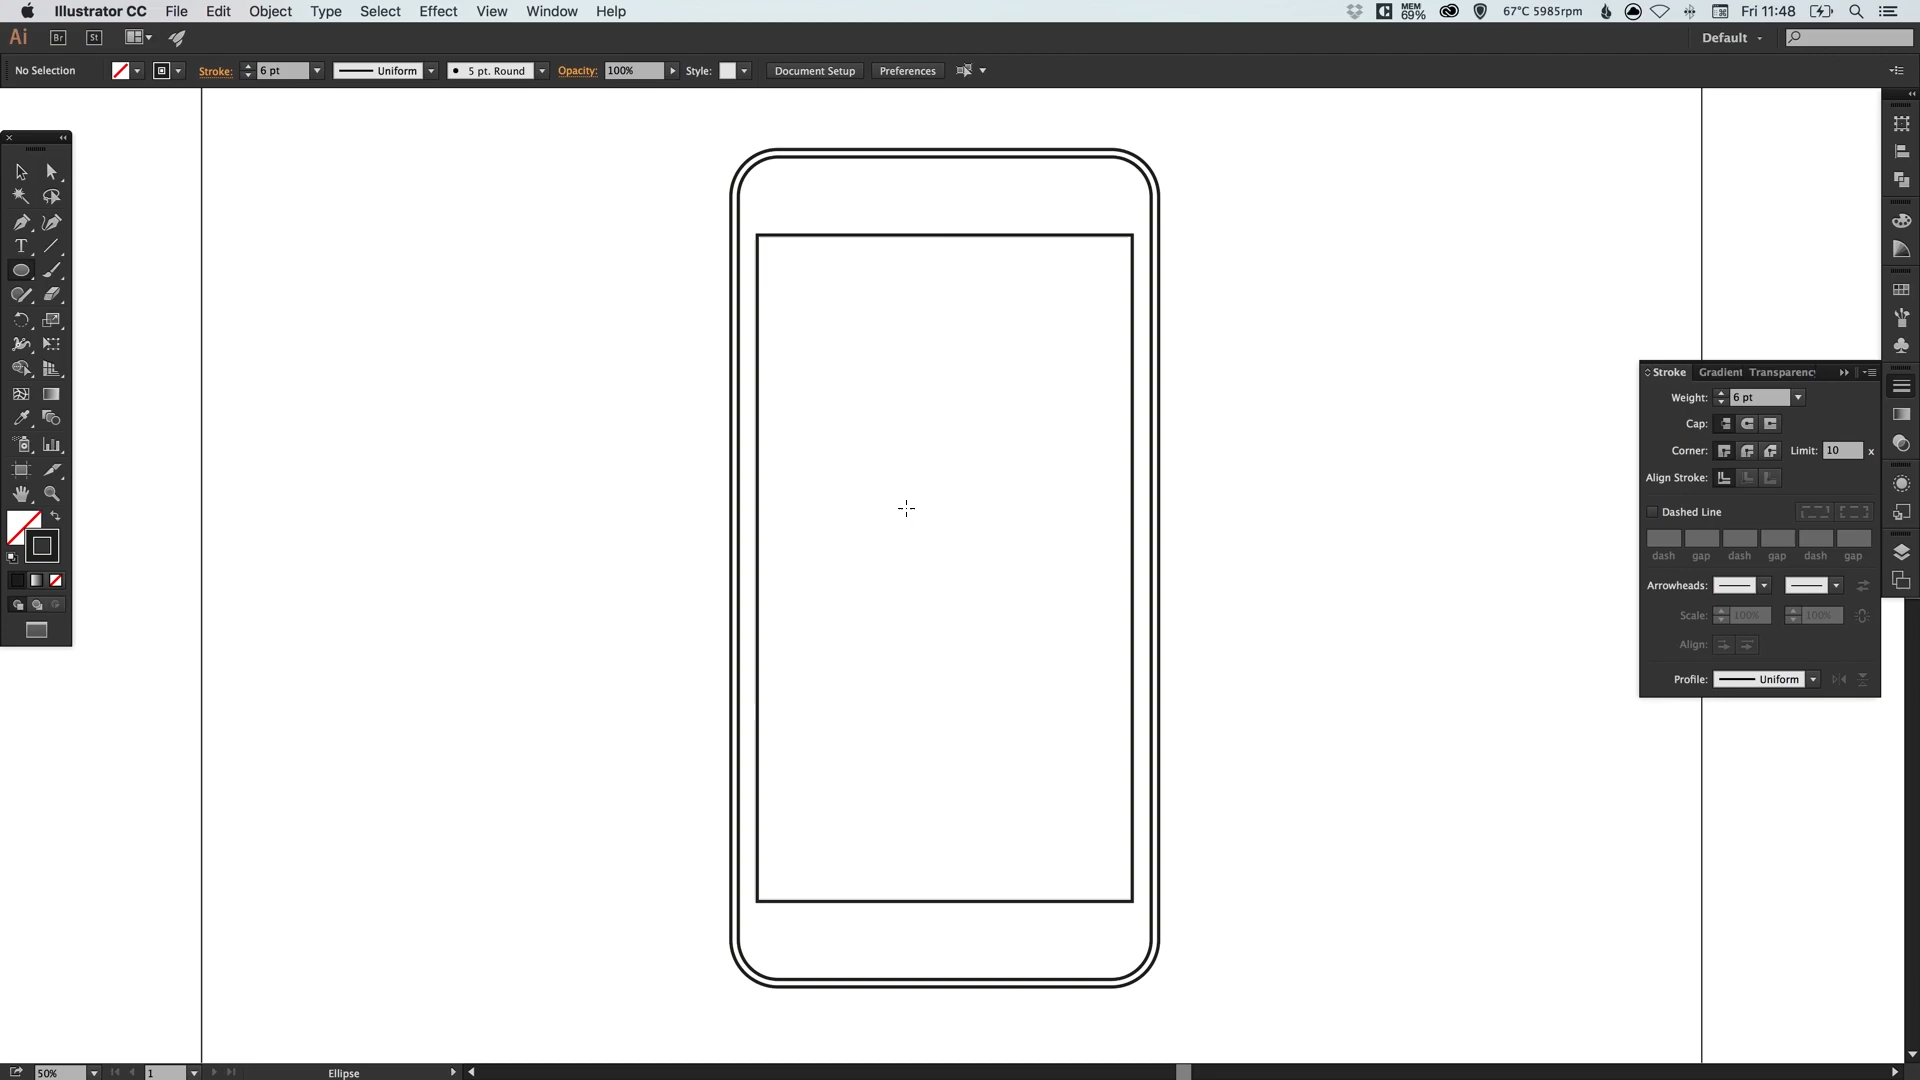 Illustrator CC File Edit Object Type Select Effect View Window Help MEM 69% 67°C 5985rpm Fri 11:48
Ai Br St Default
No Selection Stroke: 6 pt Uniform 5 pt. Round Opacity: 100% Style: Document Setup Preferences
T
Stroke Gradient Transparency
Weight: 6 pt
Cap:
Corner: Limit: 10 x
Align Stroke:
Dashed Line
dash gap dash gap dash gap
Arrowheads:
Scale: 100% 100%
Align:
Profile: Uniform
50% 1 Ellipse